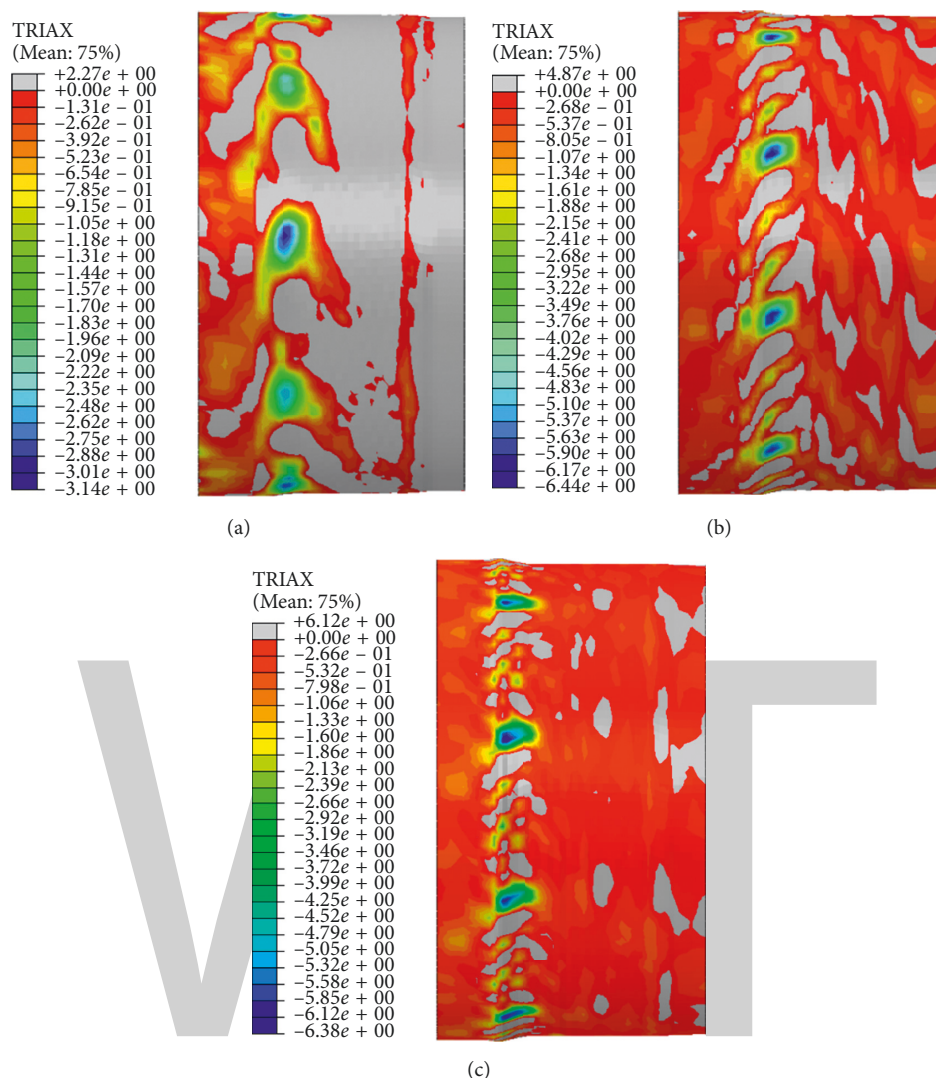 TRIAX
(Mean: 75%)
+2.27e + 00
+0.00e + 00
−1.31e − 01
−2.62e − 01
−3.92e − 01
−5.23e − 01
−6.54e − 01
−7.85e − 01
−9.15e − 01
−1.05e + 00
−1.18e + 00
−1.31e + 00
−1.44e + 00
−1.57e + 00
−1.70e + 00
−1.83e + 00
−1.96e + 00
−2.09e + 00
−2.22e + 00
−2.35e + 00
−2.48e + 00
−2.62e + 00
−2.75e + 00
−2.88e + 00
−3.01e + 00
−3.14e + 00
(a)
TRIAX
(Mean: 75%)
+4.87e + 00
+0.00e + 00
−2.68e − 01
−5.37e − 01
−8.05e − 01
−1.07e + 00
−1.34e + 00
−1.61e + 00
−1.88e + 00
−2.15e + 00
−2.41e + 00
−2.68e + 00
−2.95e + 00
−3.22e + 00
−3.49e + 00
−3.76e + 00
−4.02e + 00
−4.29e + 00
−4.56e + 00
−4.83e + 00
−5.10e + 00
−5.37e + 00
−5.63e + 00
−5.90e + 00
−6.17e + 00
−6.44e + 00
(b)
TRIAX
(Mean: 75%)
+6.12e + 00
+0.00e + 00
−2.66e − 01
−5.32e − 01
−7.98e − 01
−1.06e + 00
−1.33e + 00
−1.60e + 00
−1.86e + 00
−2.13e + 00
−2.39e + 00
−2.66e + 00
−2.92e + 00
−3.19e + 00
−3.46e + 00
−3.72e + 00
−3.99e + 00
−4.25e + 00
−4.52e + 00
−4.79e + 00
−5.05e + 00
−5.32e + 00
−5.58e + 00
−5.85e + 00
−6.12e + 00
−6.38e + 00
(c)